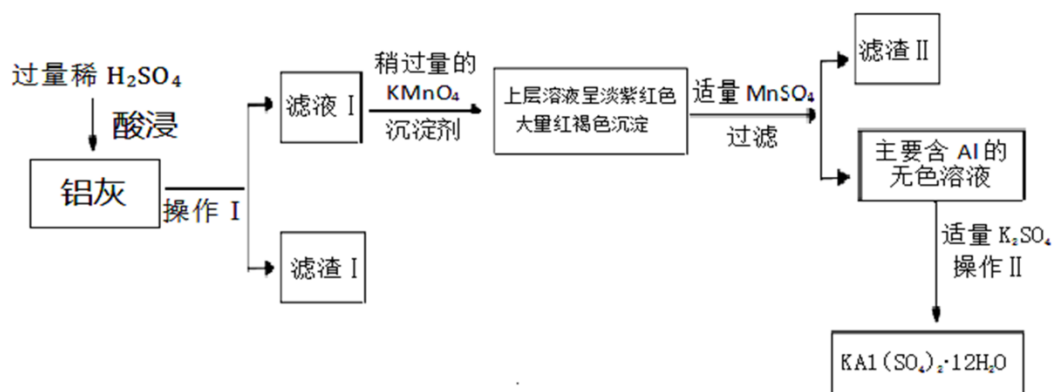 过量稀 H₂SO₄
酸浸
铝灰
操作 Ⅰ
滤液 Ⅰ
滤渣 Ⅰ
稍过量的
KMnO₄
沉淀剂
上层溶液呈淡紫红色
大量红褐色沉淀
适量 MnSO₄
过滤
滤渣 Ⅱ
主要含 Al 的
无色溶液
适量 K₂SO₄
操作 Ⅱ
KA1(SO₄)₂·12H₂O